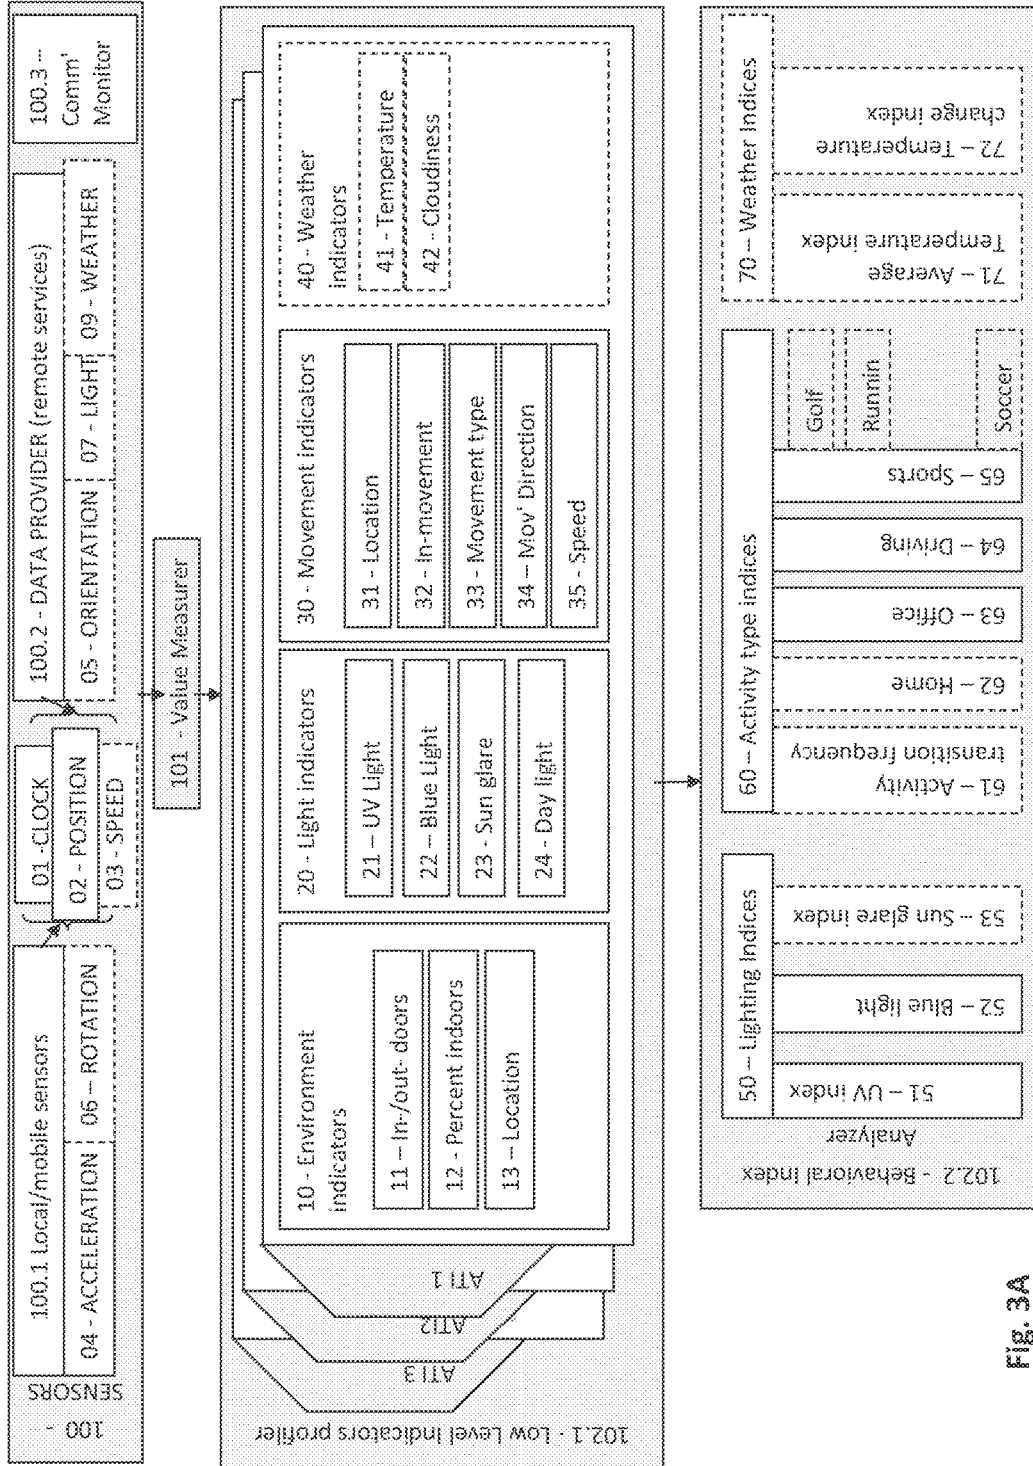 100 -
SENSORS
100.1 Local/mobile sensors
04 - ACCELERATION
06 – ROTATION
01 -CLOCK
02 - POSITION
03 - SPEED
100.2 - DATA PROVIDER (remote services)
05 - ORIENTATION
07 - LIGHT
09 - WEATHER
100.3 –
Comm'
Monitor
101 - Value Measurer
102.1 - Low Level Indicators profiler
ATI 3
ATI2
ATI 1
10 - Environment
indicators
11 – In-/out- doors
12 - Percent indoors
13 – Location
20 - Light indicators
21 – UV Light
22 – Blue Light
23 - Sun glare
24 - Day light
30 - Movement indicators
31 - Location
32 - In-movement
33 - Movement type
34 – Mov' Direction
35 - Speed
40 - Weather
indicators
41 - Temperature
42 - Cloudiness
102.2 - Behavioral Index
Analyzer
50 – Lighting Indices
51 – UV index
52 – Blue light
53 – Sun glare index
60 – Activity type indices
61 – Activity
transition frequency
62 – Home
63 – Office
64 – Driving
65 – Sports
Golf
Runnin
Soccer
70 – Weather Indices
71 – Average
Temperature index
72 – Temperature
change index
Fig. 3A